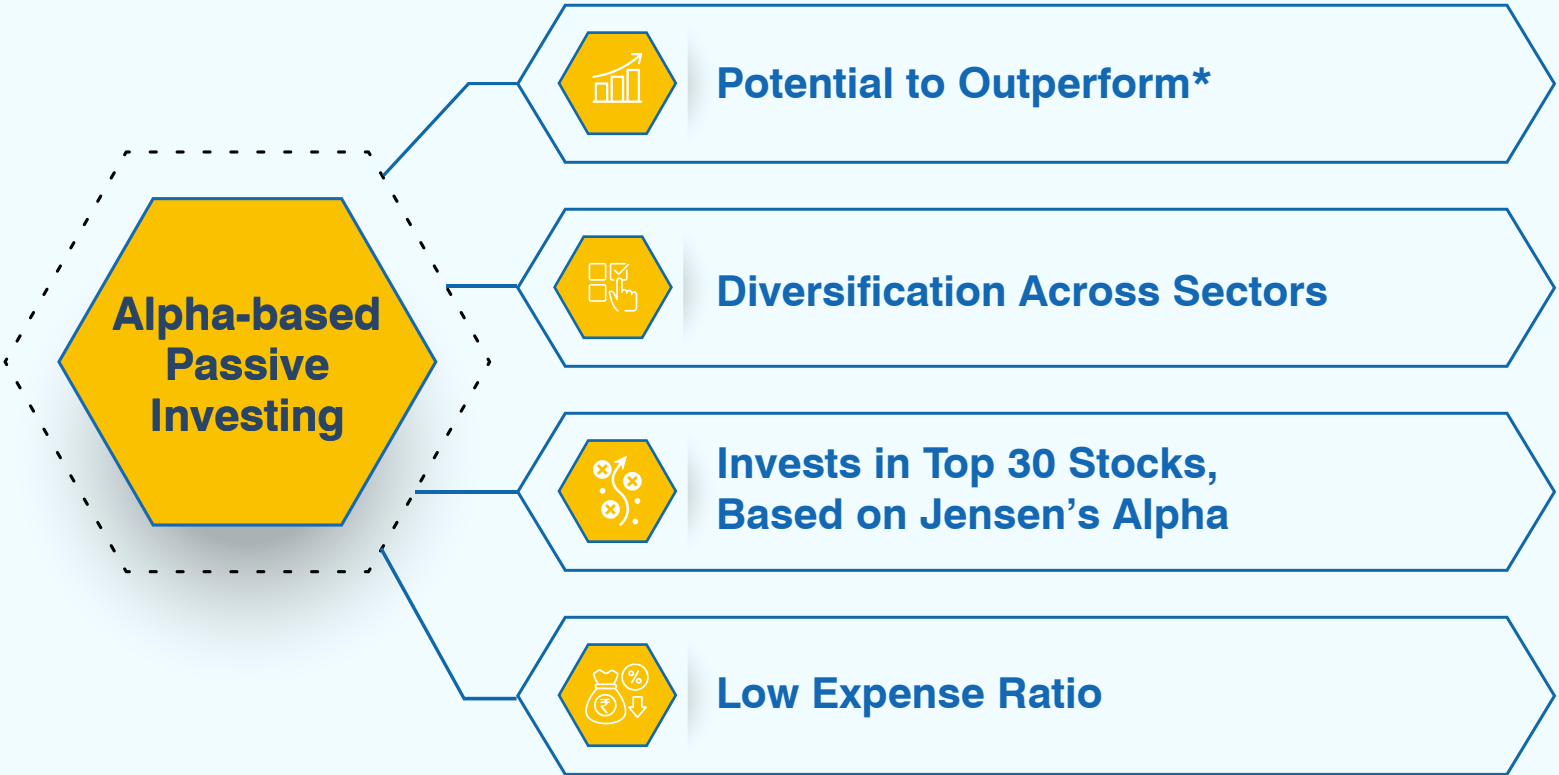 Alpha-based
Passive
Investing
Potential to Outperform*
Diversification Across Sectors
Invests in Top 30 Stocks,
Based on Jensen’s Alpha
Low Expense Ratio
%
₹